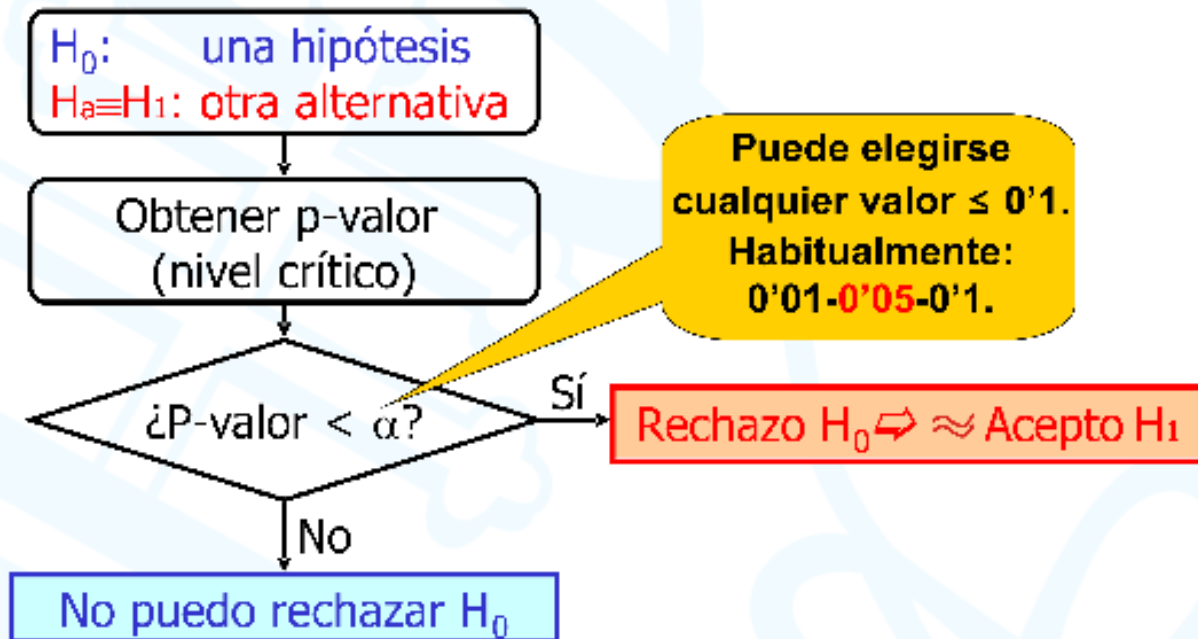 H₀: una hipótesis
Hₐ≡H₁: otra alternativa
Obtener p-valor
(nivel crítico)
Puede elegirse
cualquier valor ≤ 0’1.
Habitualmente:
0’01-0’05-0’1.
¿P-valor < α?
Sí
Rechazo H₀ ⇨ ≈ Acepto H₁
No
No puedo rechazar H₀